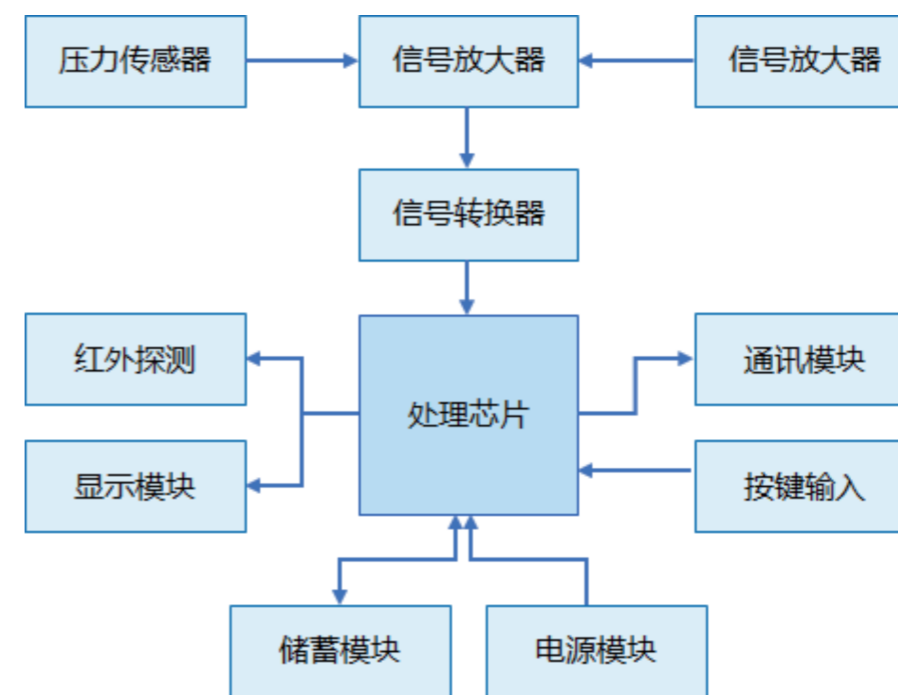 压力传感器
信号放大器
信号放大器
信号转换器
红外探测
处理芯片
通讯模块
显示模块
按键输入
储蓄模块
电源模块